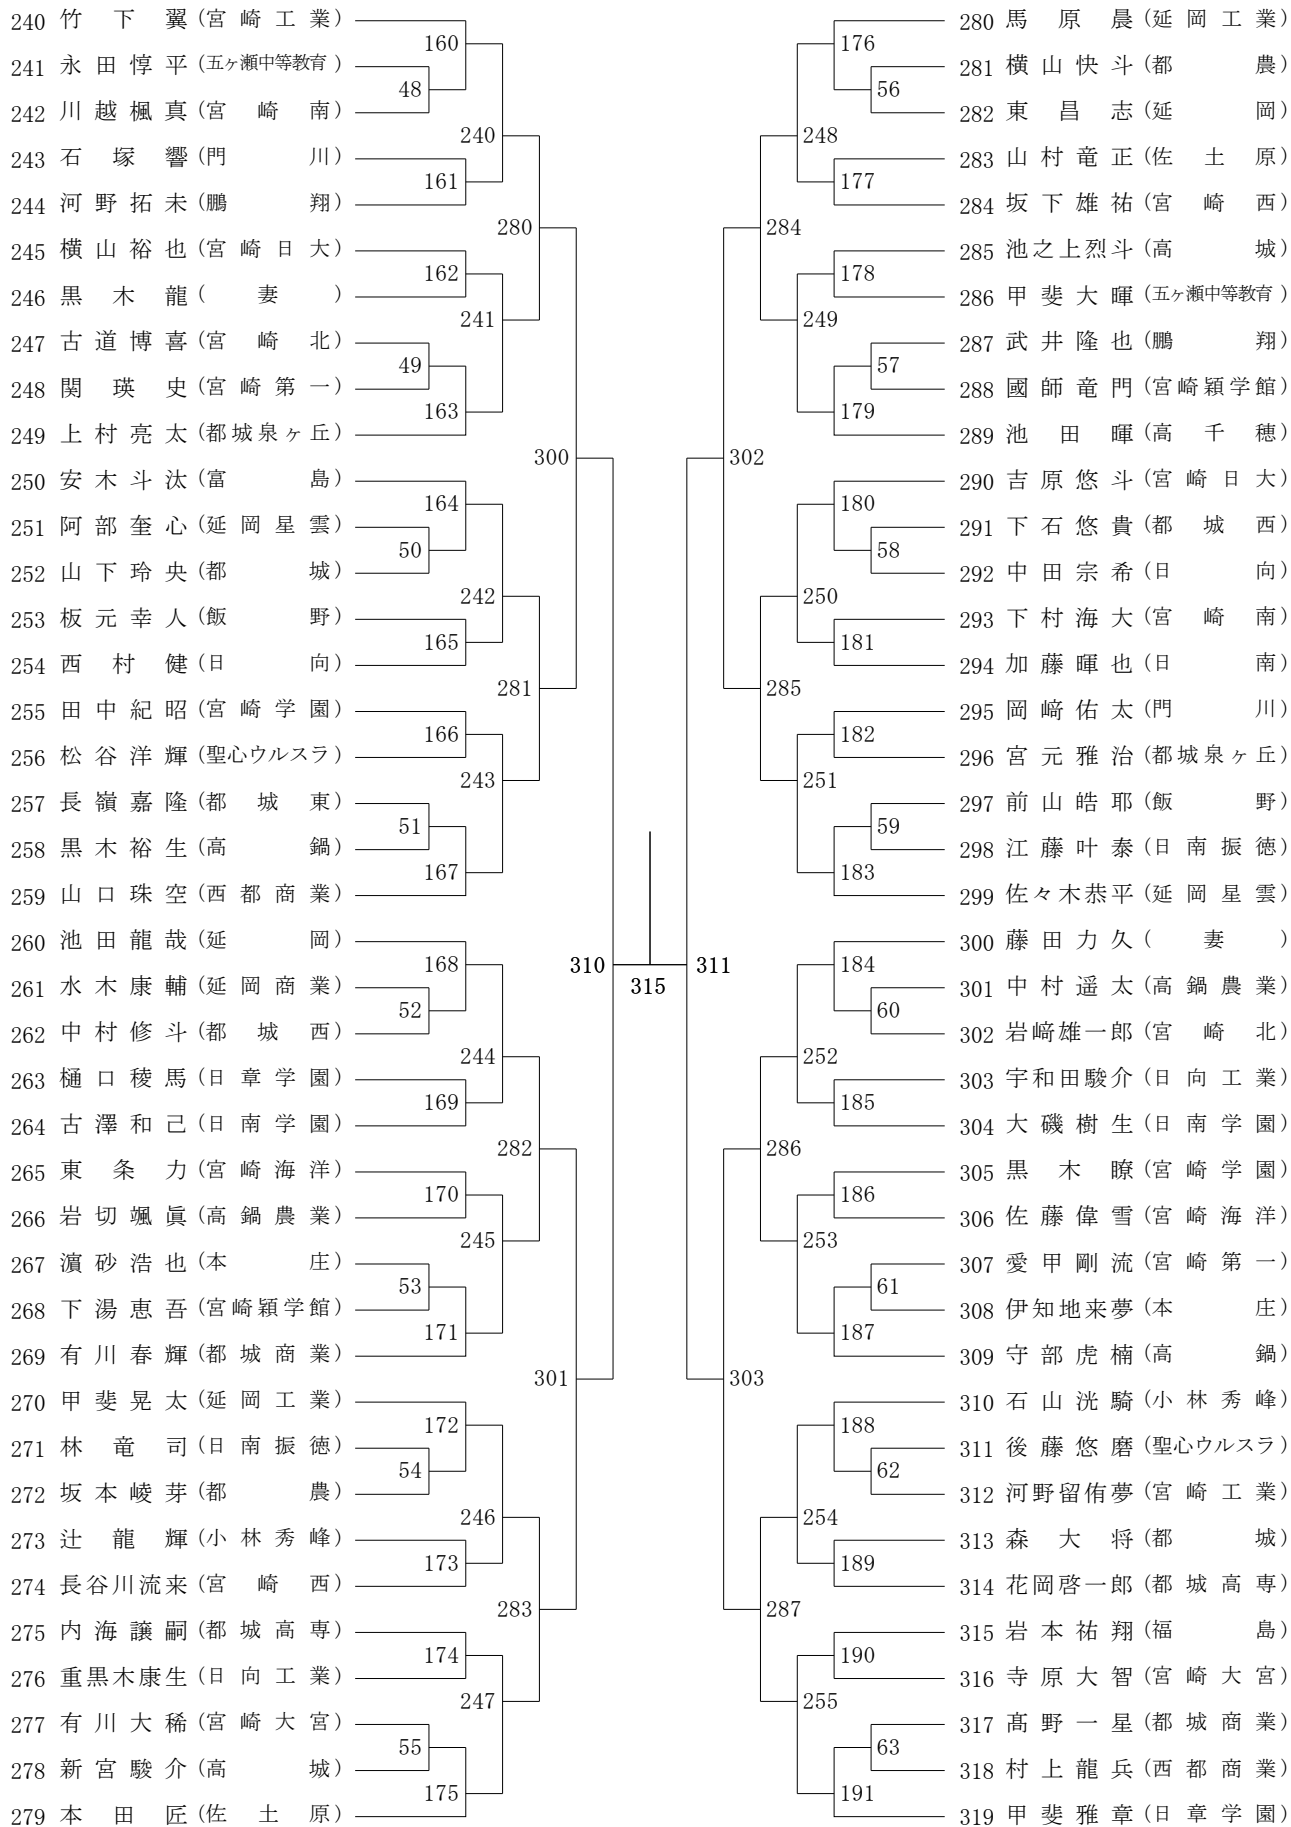 240 竹下翼 (宮崎工業)
241 永田惇平 (五ヶ瀬中等教育)
242 川越楓真 (宮崎南)
243 石塚響 (門川)
244 河野拓未 (鵬翔)
245 横山裕也 (宮崎日大)
246 黒木龍 (妻)
247 古道博喜 (宮崎北)
248 関瑛史 (宮崎第一)
249 上村亮太 (都城泉ヶ丘)
250 安木斗汰 (富島)
251 阿部奎心 (延岡星雲)
252 山下玲央 (都城)
253 板元幸人 (飯野)
254 西村健 (日向)
255 田中紀昭 (宮崎学園)
256 松谷洋輝 (聖心ウルスラ)
257 長嶺嘉隆 (都城東)
258 黒木裕生 (高鍋)
259 山口珠空 (西都商業)
260 池田龍哉 (延岡)
261 水木康輔 (延岡商業)
262 中村修斗 (都城西)
263 樋口稜馬 (日章学園)
264 古澤和己 (日南学園)
265 東条力 (宮崎海洋)
266 岩切颯眞 (高鍋農業)
267 濵砂浩也 (本庄)
268 下湯恵吾 (宮崎穎学館)
269 有川春輝 (都城商業)
270 甲斐晃太 (延岡工業)
271 林竜司 (日南振徳)
272 坂本崚芽 (都農)
273 辻龍輝 (小林秀峰)
274 長谷川流来 (宮崎西)
275 内海譲嗣 (都城高専)
276 重黒木康生 (日向工業)
277 有川大稀 (宮崎大宮)
278 新宮駿介 (高城)
279 本田匠 (佐土原)
160
48
240
161
280
162
241
49
163
300
164
50
242
165
281
166
243
51
167
310
168
52
244
169
282
170
245
53
171
301
172
54
246
173
283
174
247
55
175
315
311
176
56
248
177
284
178
249
57
179
302
180
58
250
181
285
182
251
59
183
184
60
252
185
286
186
253
61
187
303
188
62
254
189
287
190
255
63
191
280 馬原晨 (延岡工業)
281 横山快斗 (都農)
282 東昌志 (延岡)
283 山村竜正 (佐土原)
284 坂下雄祐 (宮崎西)
285 池之上烈斗 (高城)
286 甲斐大暉 (五ヶ瀬中等教育)
287 武井隆也 (鵬翔)
288 國師竜門 (宮崎穎学館)
289 池田暉 (高千穂)
290 吉原悠斗 (宮崎日大)
291 下石悠貴 (都城西)
292 中田宗希 (日向)
293 下村海大 (宮崎南)
294 加藤暉也 (日南)
295 岡﨑佑太 (門川)
296 宮元雅治 (都城泉ヶ丘)
297 前山皓耶 (飯野)
298 江藤叶泰 (日南振徳)
299 佐々木恭平 (延岡星雲)
300 藤田力久 (妻)
301 中村遥太 (高鍋農業)
302 岩﨑雄一郎 (宮崎北)
303 宇和田駿介 (日向工業)
304 大磯樹生 (日南学園)
305 黒木瞭 (宮崎学園)
306 佐藤偉雪 (宮崎海洋)
307 愛甲剛流 (宮崎第一)
308 伊知地来夢 (本庄)
309 守部虎楠 (高鍋)
310 石山洸騎 (小林秀峰)
311 後藤悠磨 (聖心ウルスラ)
312 河野留侑夢 (宮崎工業)
313 森大将 (都城)
314 花岡啓一郎 (都城高専)
315 岩本祐翔 (福島)
316 寺原大智 (宮崎大宮)
317 髙野一星 (都城商業)
318 村上龍兵 (西都商業)
319 甲斐雅章 (日章学園)